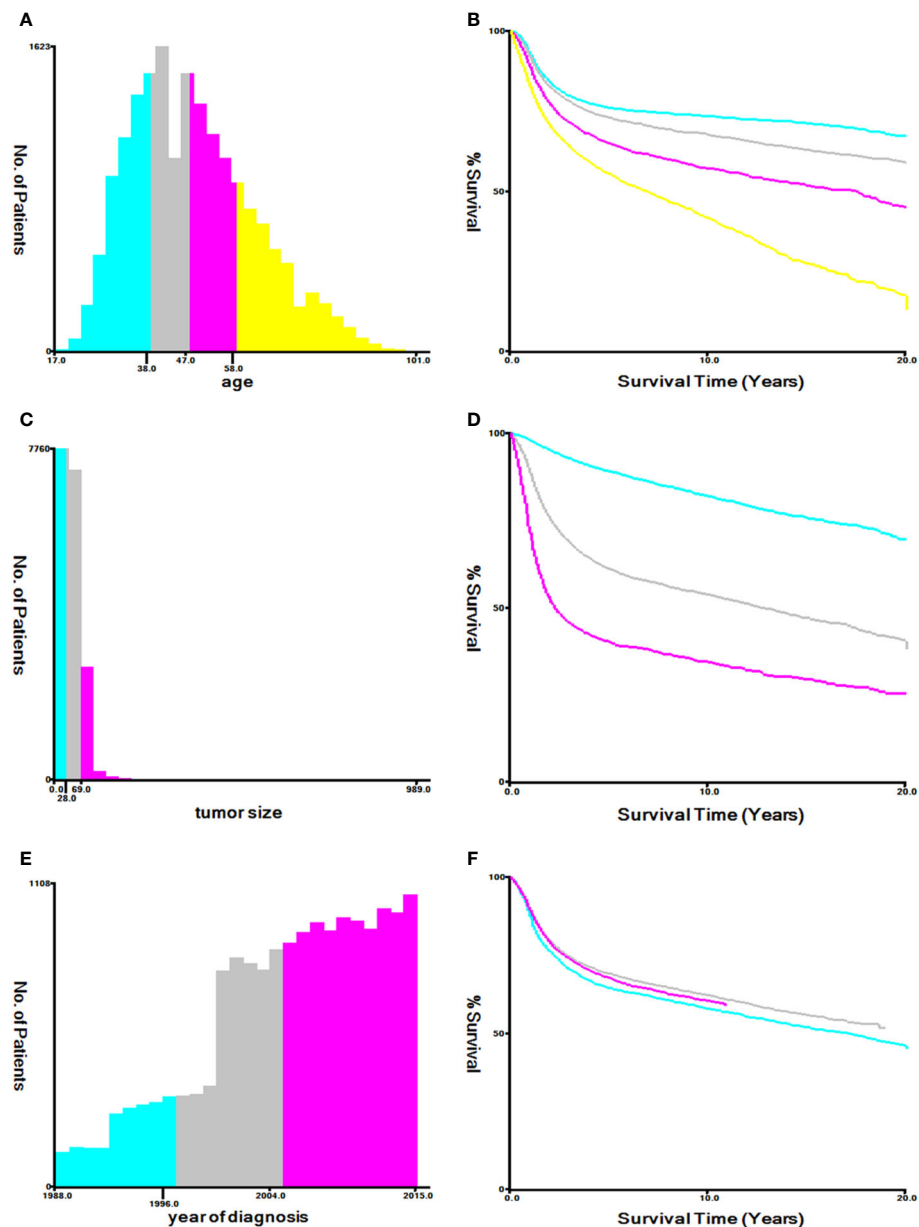 A
1623
No. of Patients
0
17.0
38.0
47.0
58.0
101.0
age
B
100
% Survival
50
0
0.0
10.0
20.0
Survival Time (Years)
C
7760
No. of Patients
0
0.0
28.0
69.0
989.0
tumor size
D
100
% Survival
50
0
0.0
10.0
20.0
Survival Time (Years)
E
1108
No. of Patients
0
1988.0
1996.0
2004.0
2015.0
year of diagnosis
F
100
% Survival
50
0
0.0
10.0
20.0
Survival Time (Years)